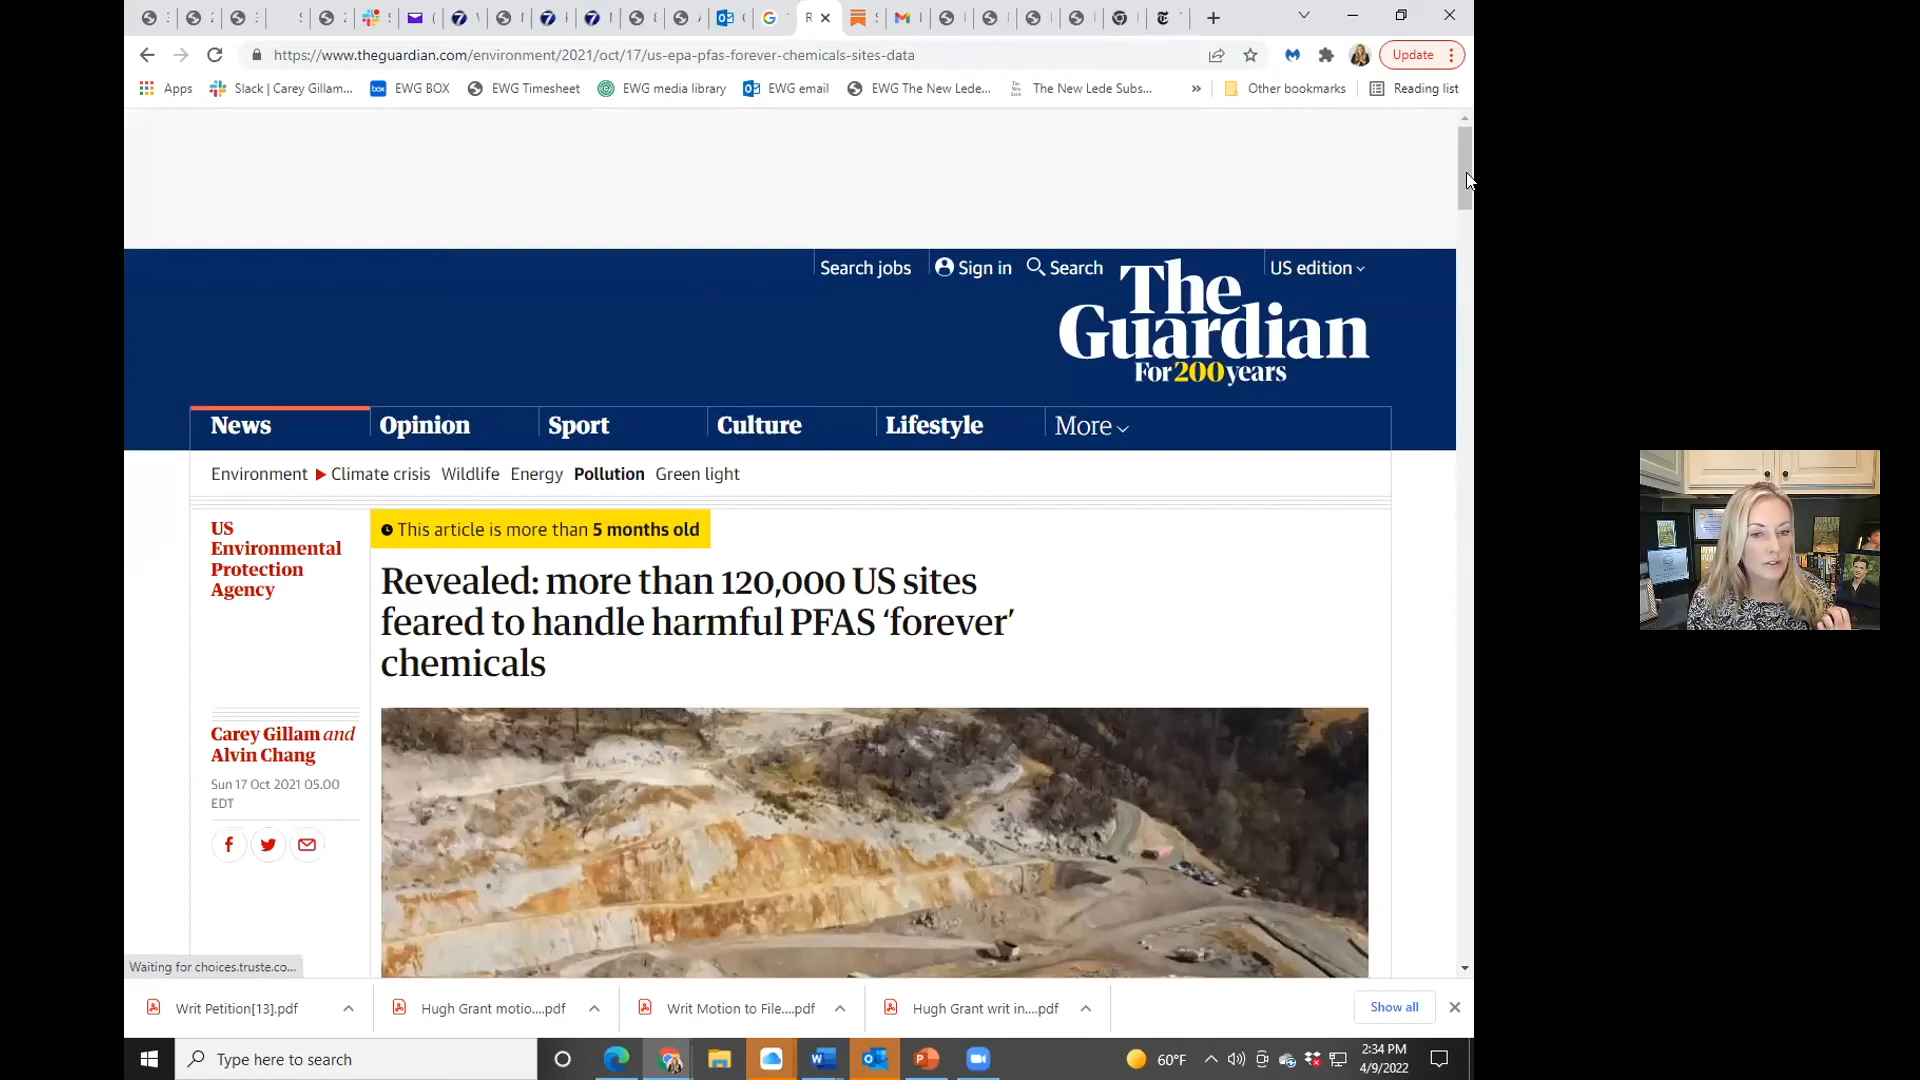 https://www.theguardian.com/environment/2021/oct/17/us-epa-pfas-forever-chemicals-sites-data
Update
Apps
Slack | Carey Gillam...
EWG BOX
EWG Timesheet
EWG media library
EWG email
EWG The New Lede...
The New Lede Subs...
Other bookmarks
Reading list
Search jobs
Sign in
Search
US edition
The
Guardian
For 200 years
News
Opinion
Sport
Culture
Lifestyle
More
Environment
Climate crisis
Wildlife
Energy
Pollution
Green light
US
Environmental
Protection
Agency
This article is more than 5 months old
Revealed: more than 120,000 US sites
feared to handle harmful PFAS ‘forever’
chemicals
Carey Gillam and
Alvin Chang
Sun 17 Oct 2021 05.00
EDT
Waiting for choices.truste.co...
Writ Petition[13].pdf
Hugh Grant motio....pdf
Writ Motion to File....pdf
Hugh Grant writ in....pdf
Show all
Type here to search
60°F
2:34 PM
4/9/2022